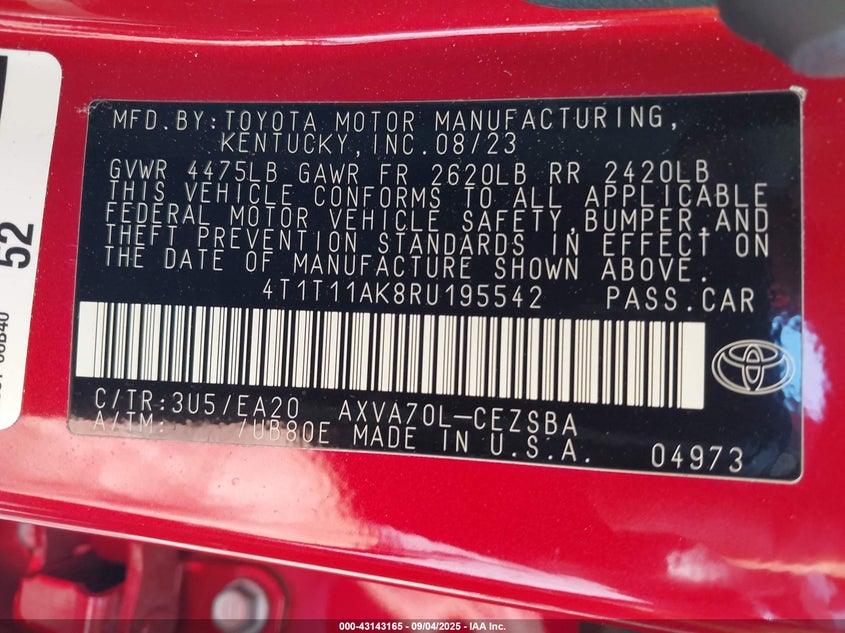 MFD.BY:TOYOTA MOTOR MANUFACTURING,
KENTUCKY,INC.08/23
GVWR 4475LB GAWR FR 2620LB RR 2420LB
THIS VEHICLE CONFORMS TO ALL APPLICABLE
FEDERAL MOTOR VEHICLE SAFETY,BUMPER,AND
THEFT PREVENTION STANDARDS IN EFFECT ON
THE DATE OF MANUFACTURE SHOWN ABOVE.
4T1T11AK8RU195542 PASS.CAR
C/TR:3U5/EA20 AXVA70L-CEZSBA
A/TM: /UB80E MADE IN U.S.A. 04973
52
000-43143165 - 09/04/2025 - IAA Inc.